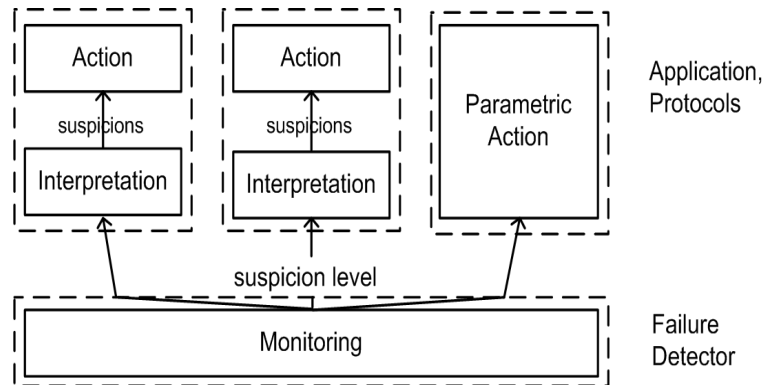 Action
Action
Application,
Protocols
suspicions
suspicions
Parametric
Action
Interpretation
Interpretation
suspicion level
Monitoring
Failure
Detector